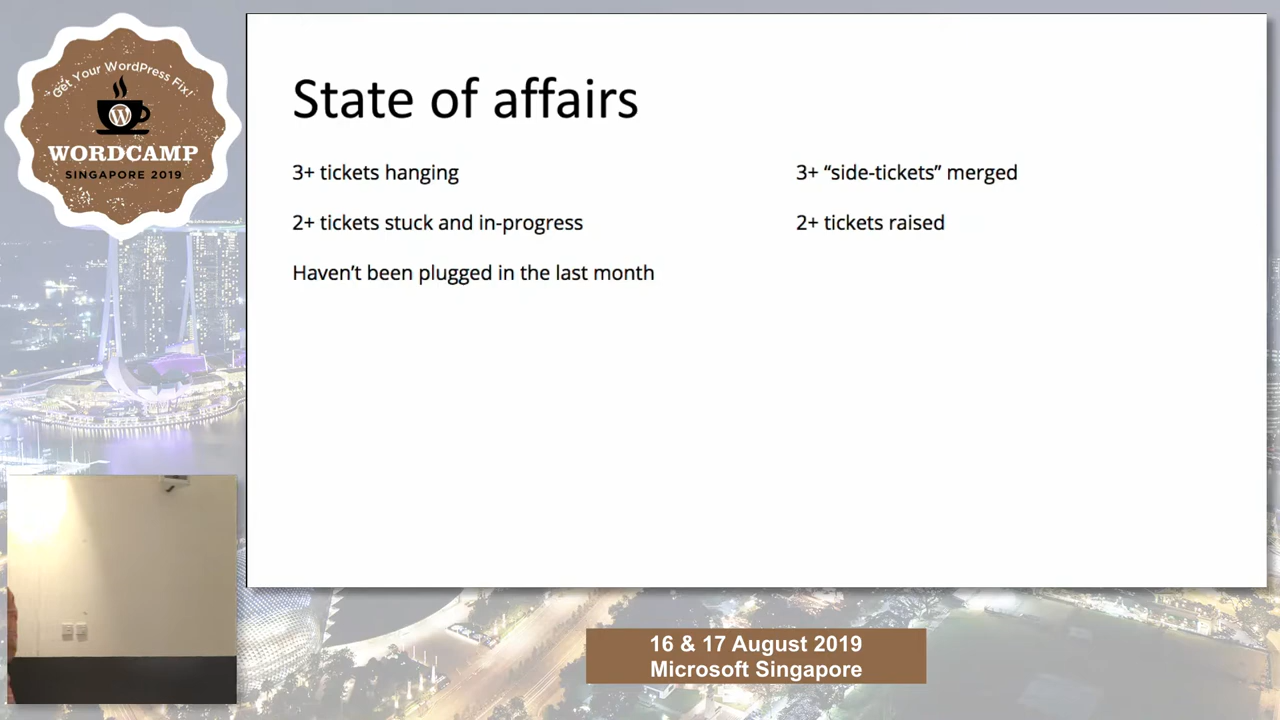 Get Your WordPress Fix!
WORDCAMP
SINGAPORE 2019
State of affairs
3+ tickets hanging
2+ tickets stuck and in-progress
Haven’t been plugged in the last month
3+ “side-tickets” merged
2+ tickets raised
16 & 17 August 2019
Microsoft Singapore